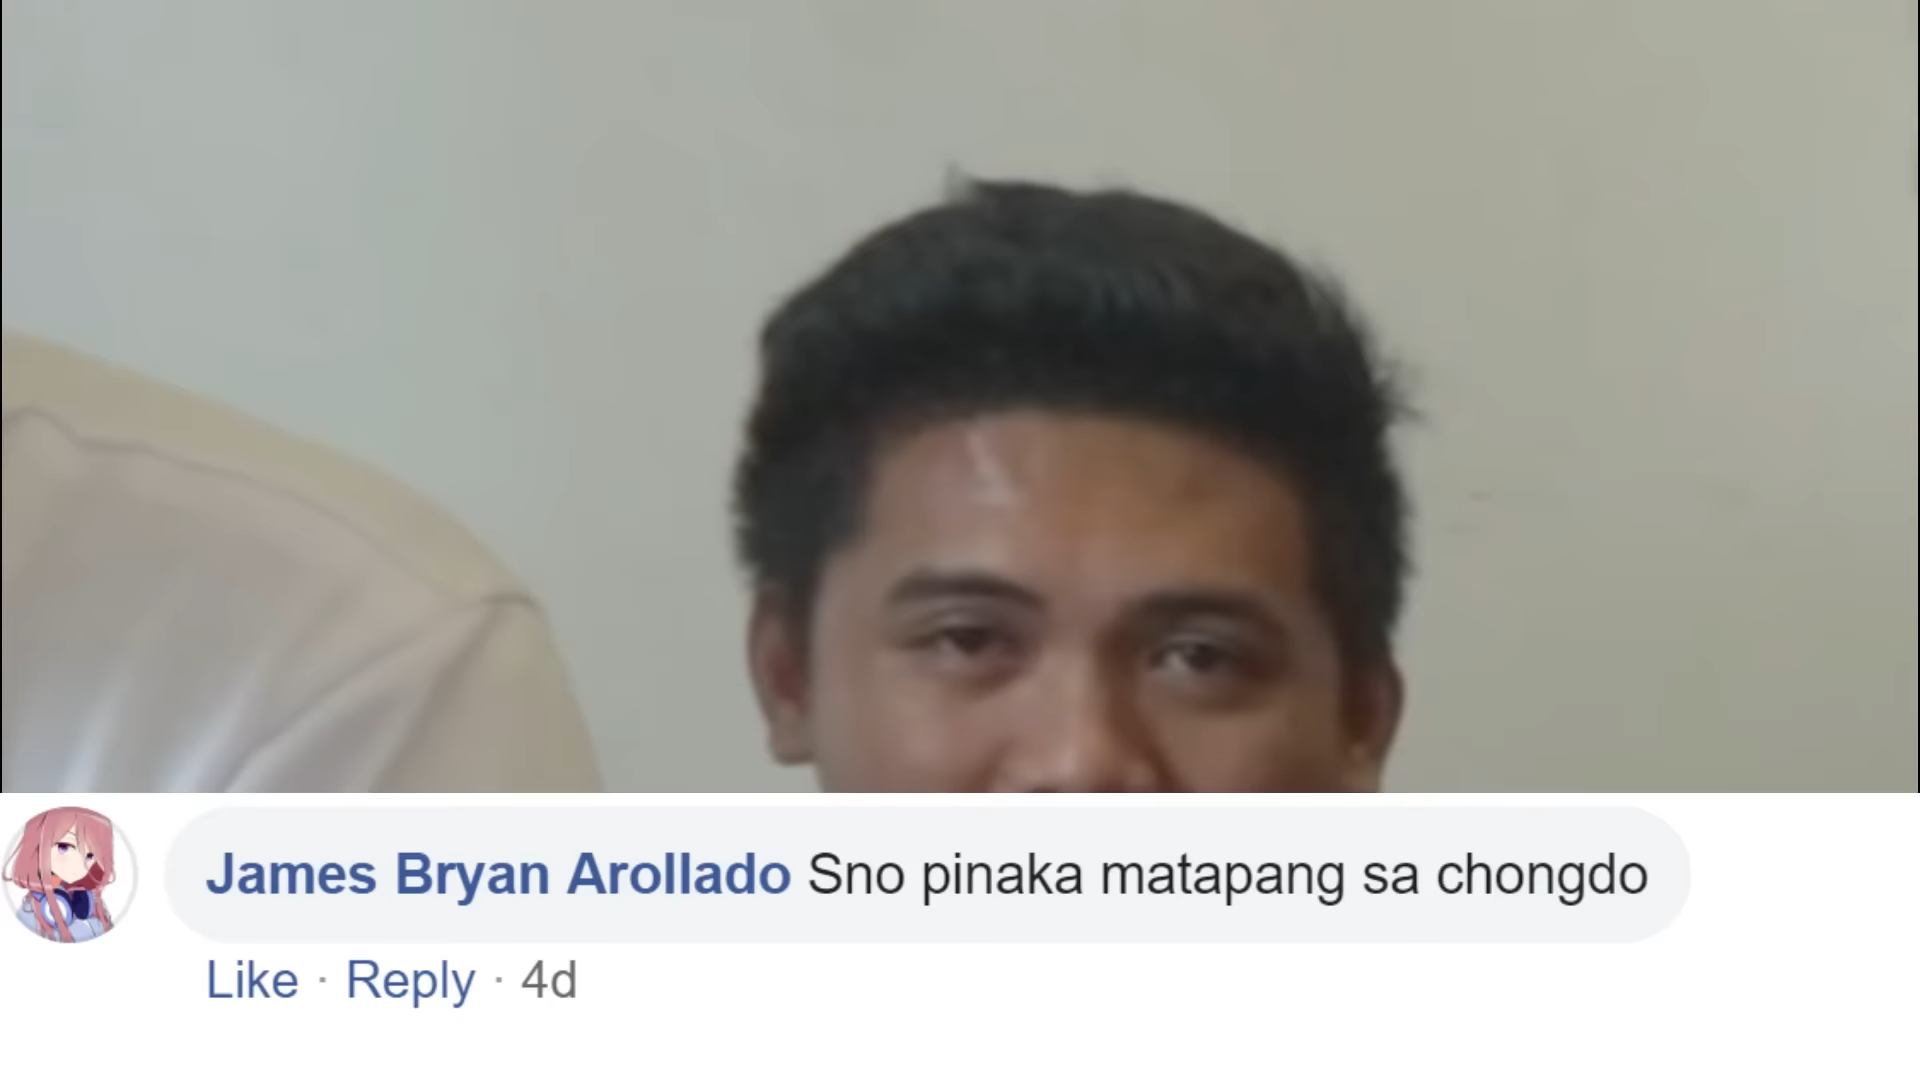 James Bryan Arollado Sno pinaka matapang sa chongdo
Like · Reply · 4d